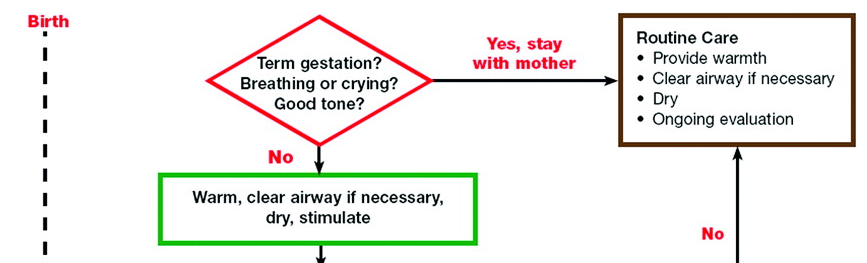 Birth
Term gestation?
Breathing or crying?
Good tone?
Yes, stay
with mother
Routine Care
• Provide warmth
• Clear airway if necessary
• Dry
• Ongoing evaluation
No
Warm, clear airway if necessary,
dry, stimulate
No